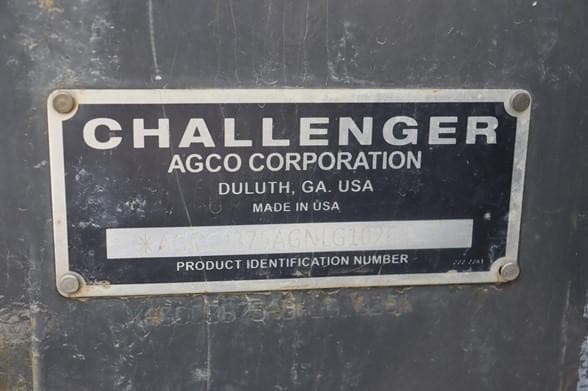 CHALLENGER
AGCO CORPORATION
DULUTH, GA. USA
MADE IN USA
PRODUCT IDENTIFICATION NUMBER